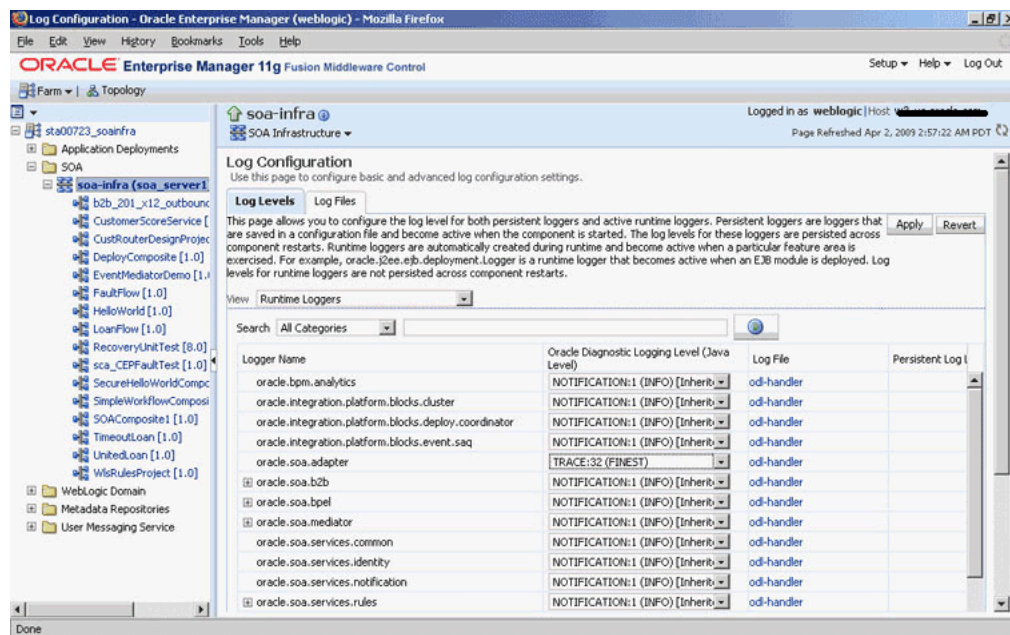 Log Configuration - Oracle Enterprise Manager (weblogic) - Mozilla Firefox
File Edit View History Bookmarks Tools Help
ORACLE Enterprise Manager 11g Fusion Middleware Control
Setup Help Log Out
Farm Topology
sta00723_soainfra
Application Deployments
SOA
soa-infra (soa_server1
b2b_201_x12_outbound
CustomerScoreService [
CustRouterDesignProjec
DeployComposite [1.0]
EventMediatorDemo [1.
FaultFlow [1.0]
HelloWorld [1.0]
LoanFlow [1.0]
RecoveryUnitTest [8.0]
sca_CEPFaultTest [1.0]
SecureHelloWorldCompo
SimpleWorkflowComposi
SOAComposite1 [1.0]
TimeoutLoan [1.0]
UnitedLoan [1.0]
WlsRulesProject [1.0]
WebLogic Domain
Metadata Repositories
User Messaging Service
soa-infra
SOA Infrastructure
Logged in as weblogic | Host
Page Refreshed Apr 2, 2009 2:57:22 AM PDT
Log Configuration
Use this page to configure basic and advanced log configuration settings.
Log Levels Log Files
This page allows you to configure the log level for both persistent loggers and active runtime loggers. Persistent loggers are loggers that
are saved in a configuration file and become active when the component is started. The log levels for these loggers are persisted across
component restarts. Runtime loggers are automatically created during runtime and become active when a particular feature area is
exercised. For example, oracle.j2ee.ejb.deployment.Logger is a runtime logger that becomes active when an EJB module is deployed. Log
levels for runtime loggers are not persisted across component restarts.
Apply Revert
View Runtime Loggers
Search All Categories
Logger Name Oracle Diagnostic Logging Level (Java Level) Log File Persistent Log L
oracle.bpm.analytics NOTIFICATION:1 (INFO) [Inherit odl-handler
oracle.integration.platform.blocks.cluster NOTIFICATION:1 (INFO) [Inherit odl-handler
oracle.integration.platform.blocks.deploy.coordinator NOTIFICATION:1 (INFO) [Inherit odl-handler
oracle.integration.platform.blocks.event.saq NOTIFICATION:1 (INFO) [Inherit odl-handler
oracle.soa.adapter TRACE:32 (FINEST) odl-handler
oracle.soa.b2b NOTIFICATION:1 (INFO) [Inherit odl-handler
oracle.soa.bpel NOTIFICATION:1 (INFO) [Inherit odl-handler
oracle.soa.mediator NOTIFICATION:1 (INFO) [Inherit odl-handler
oracle.soa.services.common NOTIFICATION:1 (INFO) [Inherit odl-handler
oracle.soa.services.identity NOTIFICATION:1 (INFO) [Inherit odl-handler
oracle.soa.services.notification NOTIFICATION:1 (INFO) [Inherit odl-handler
oracle.soa.services.rules NOTIFICATION:1 (INFO) [Inherit odl-handler
Done